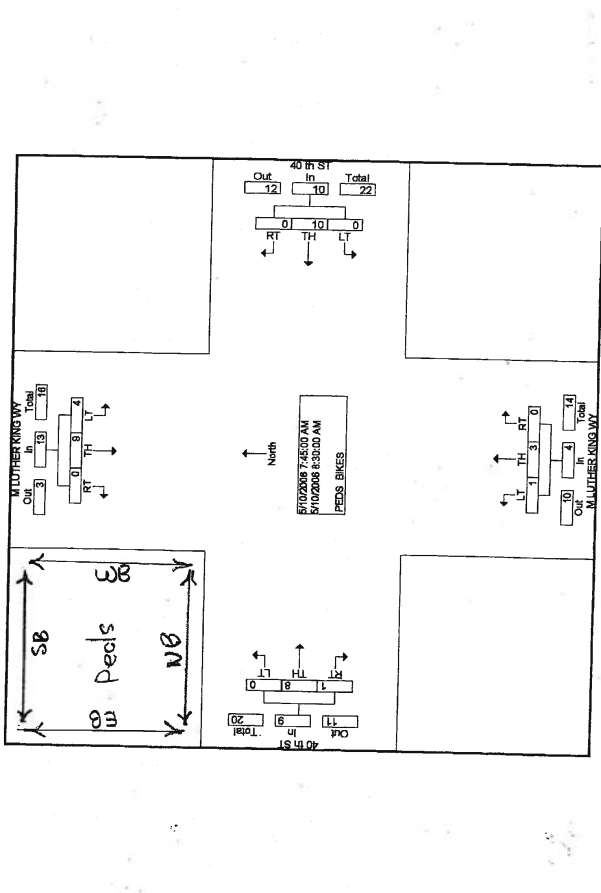 40 th ST
Out In Total
12 10 22
0 10 0
RT TH LT
M LUTHER KING WY
Out In Total
3 13 16
0 9 4
RT TH LT
North
5/10/2006 7:45:00 AM
5/10/2006 8:30:00 AM
PEDS BIKES
LT TH RT
1 3 0
Out In Total
10 4 14
M LUTHER KING WY
SB
WB
Peds
NB
EB
LT TH RT
0 8 1
Total In Out
20 9 11
40 th ST